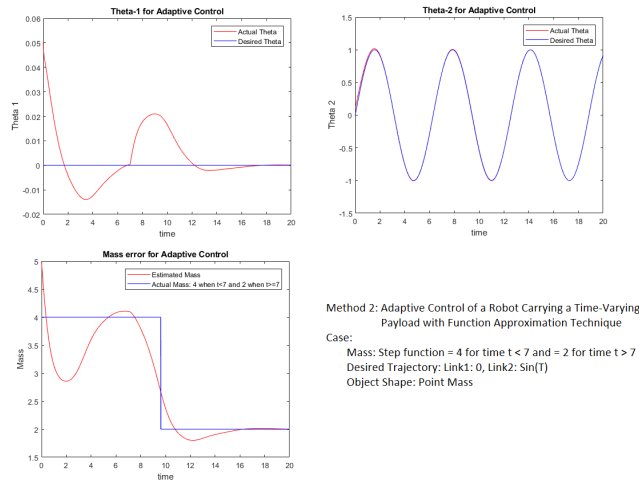 Theta-1 for Adaptive Control
0.06
0.05
0.04
0.03
0.02
0.01
0
-0.01
-0.02
Theta 1
Actual Theta
Desired Theta
0 2 4 6 8 10 12 14 16 18 20
time
Theta-2 for Adaptive Control
1.5
1
0.5
0
-0.5
-1
-1.5
Theta 2
Actual Theta
Desired Theta
0 2 4 6 8 10 12 14 16 18 20
time
Mass error for Adaptive Control
5
4.5
4
3.5
3
2.5
2
1.5
Mass
Estimated Mass
Actual Mass: 4 when t<7 and 2 when t>=7
0 2 4 6 8 10 12 14 16 18 20
time
Method 2: Adaptive Control of a Robot Carrying a Time-Varying
Payload with Function Approximation Technique
Case:
Mass: Step function = 4 for time t < 7 and = 2 for time t > 7
Desired Trajectory: Link1: 0, Link2: Sin(T)
Object Shape: Point Mass